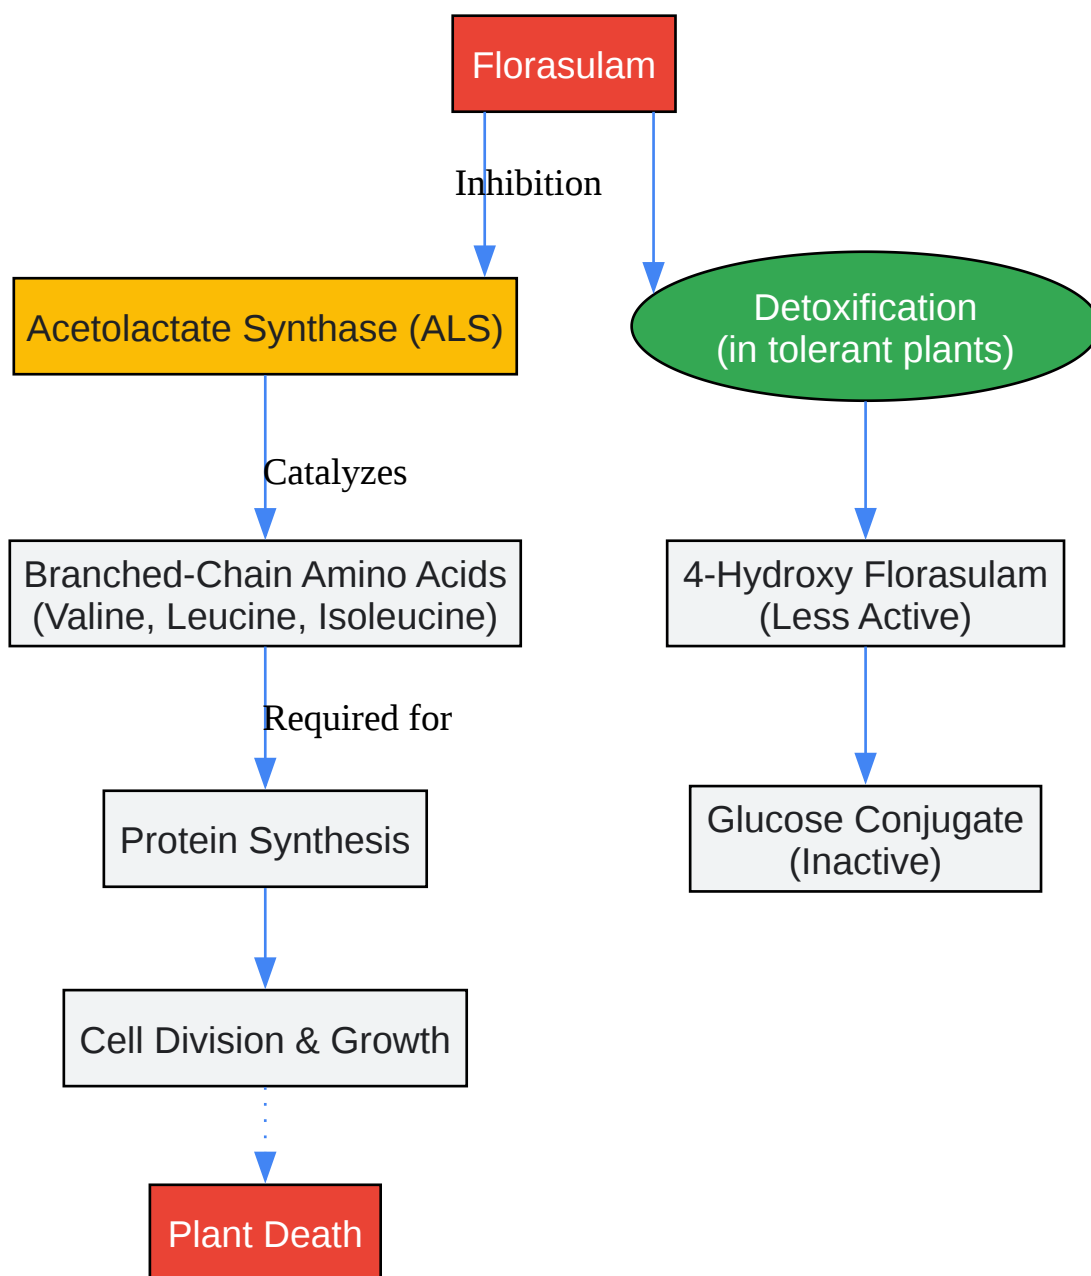 Florasulam
Inhibition
Acetolactate Synthase (ALS)
Detoxification
(in tolerant plants)
Catalyzes
Branched-Chain Amino Acids
(Valine, Leucine, Isoleucine)
4-Hydroxy Florasulam
(Less Active)
Required for
Protein Synthesis
Glucose Conjugate
(Inactive)
Cell Division & Growth
Plant Death